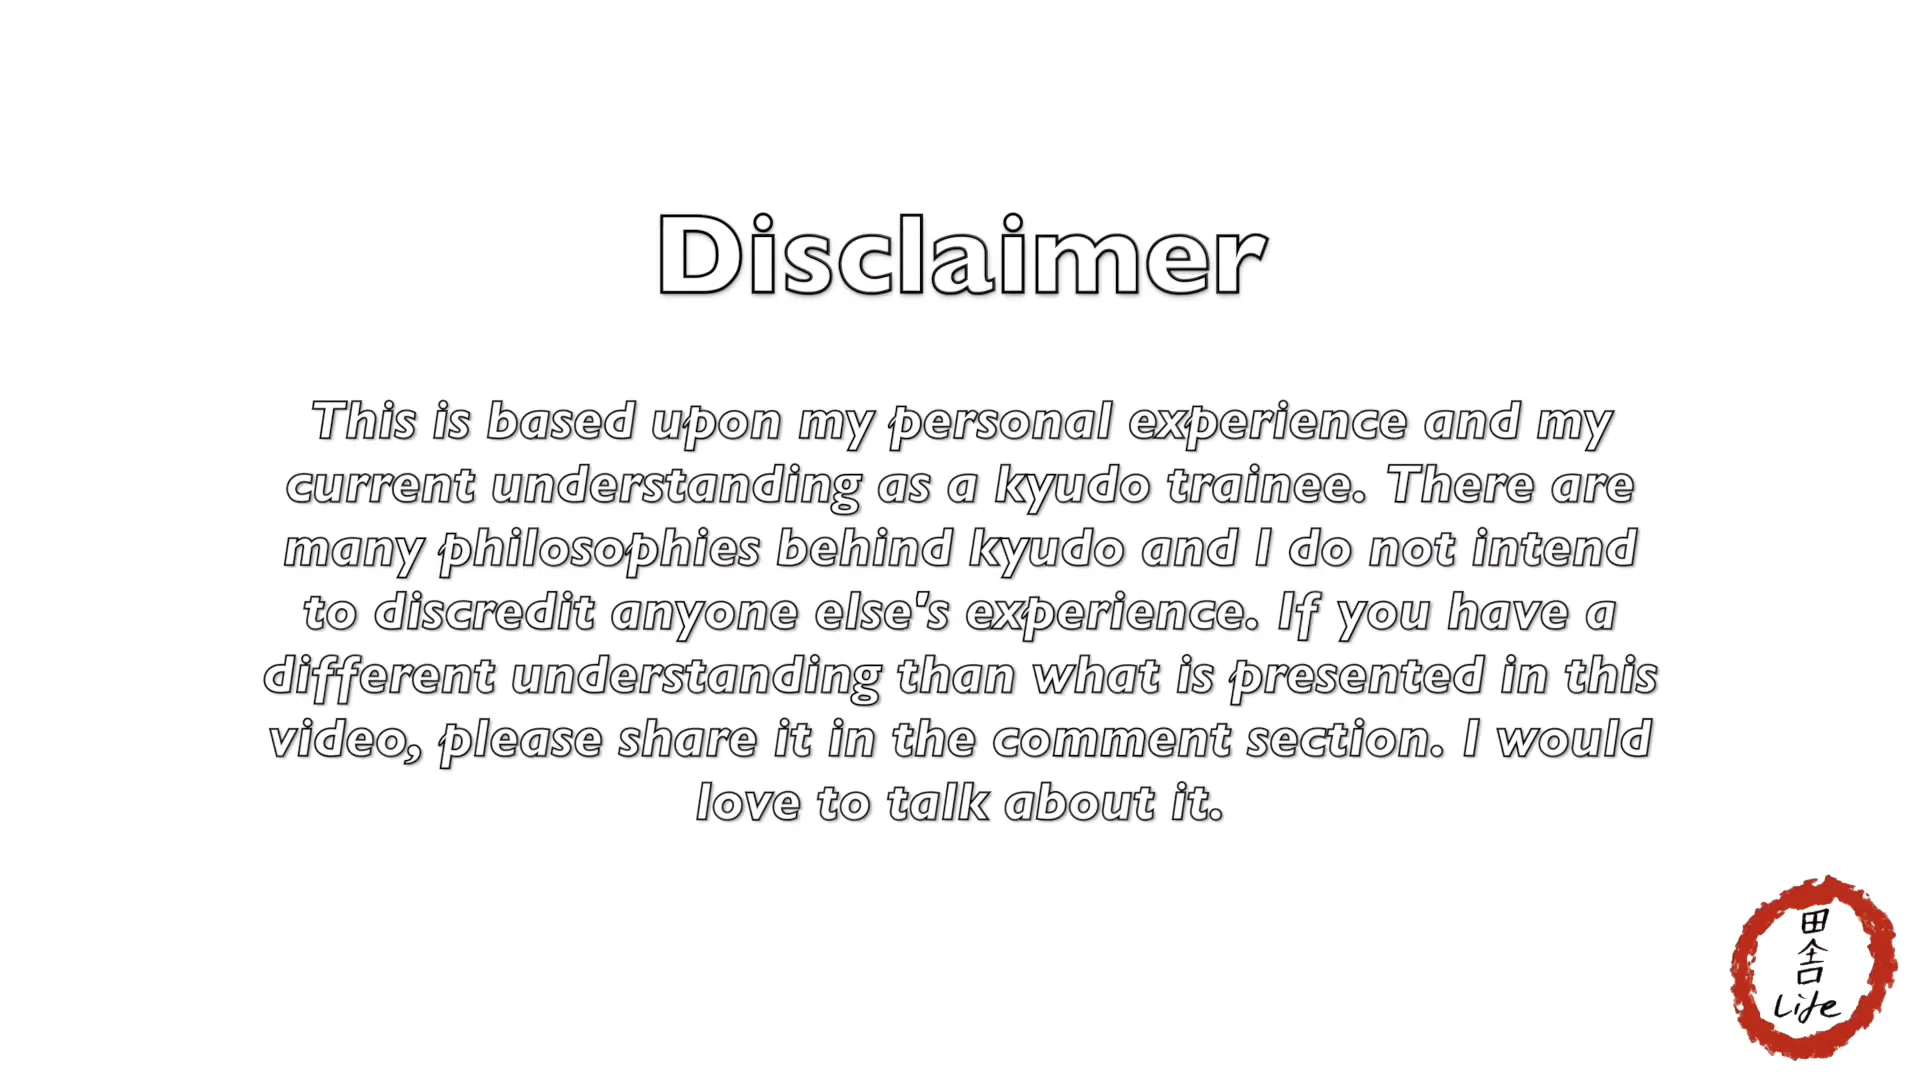 Disclaimer
This is based upon my personal experience and my
current understanding as a kyudo trainee. There are
many philosophies behind kyudo and I do not intend
to discredit anyone else's experience. If you have a
different understanding than what is presented in this
video, please share it in the comment section. I would
love to talk about it.
田
舎
Life